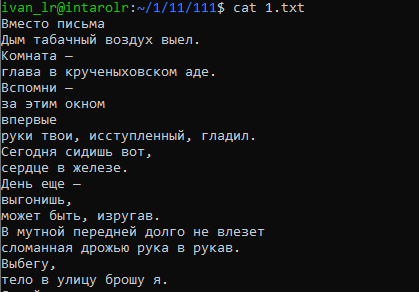 ivan_lr@intarolr:~/1/11/111$ cat 1.txt
Вместо письма
Дым табачный воздух выел.
Комната —
глава в крученыховском аде.
Вспомни —
за этим окном
впервые
руки твои, исступленный, гладил.
Сегодня сидишь вот,
сердце в железе.
День еще —
выгонишь,
может быть, изругав.
В мутной передней долго не влезет
сломанная дрожью рука в рукав.
Выбегу,
тело в улицу брошу я.